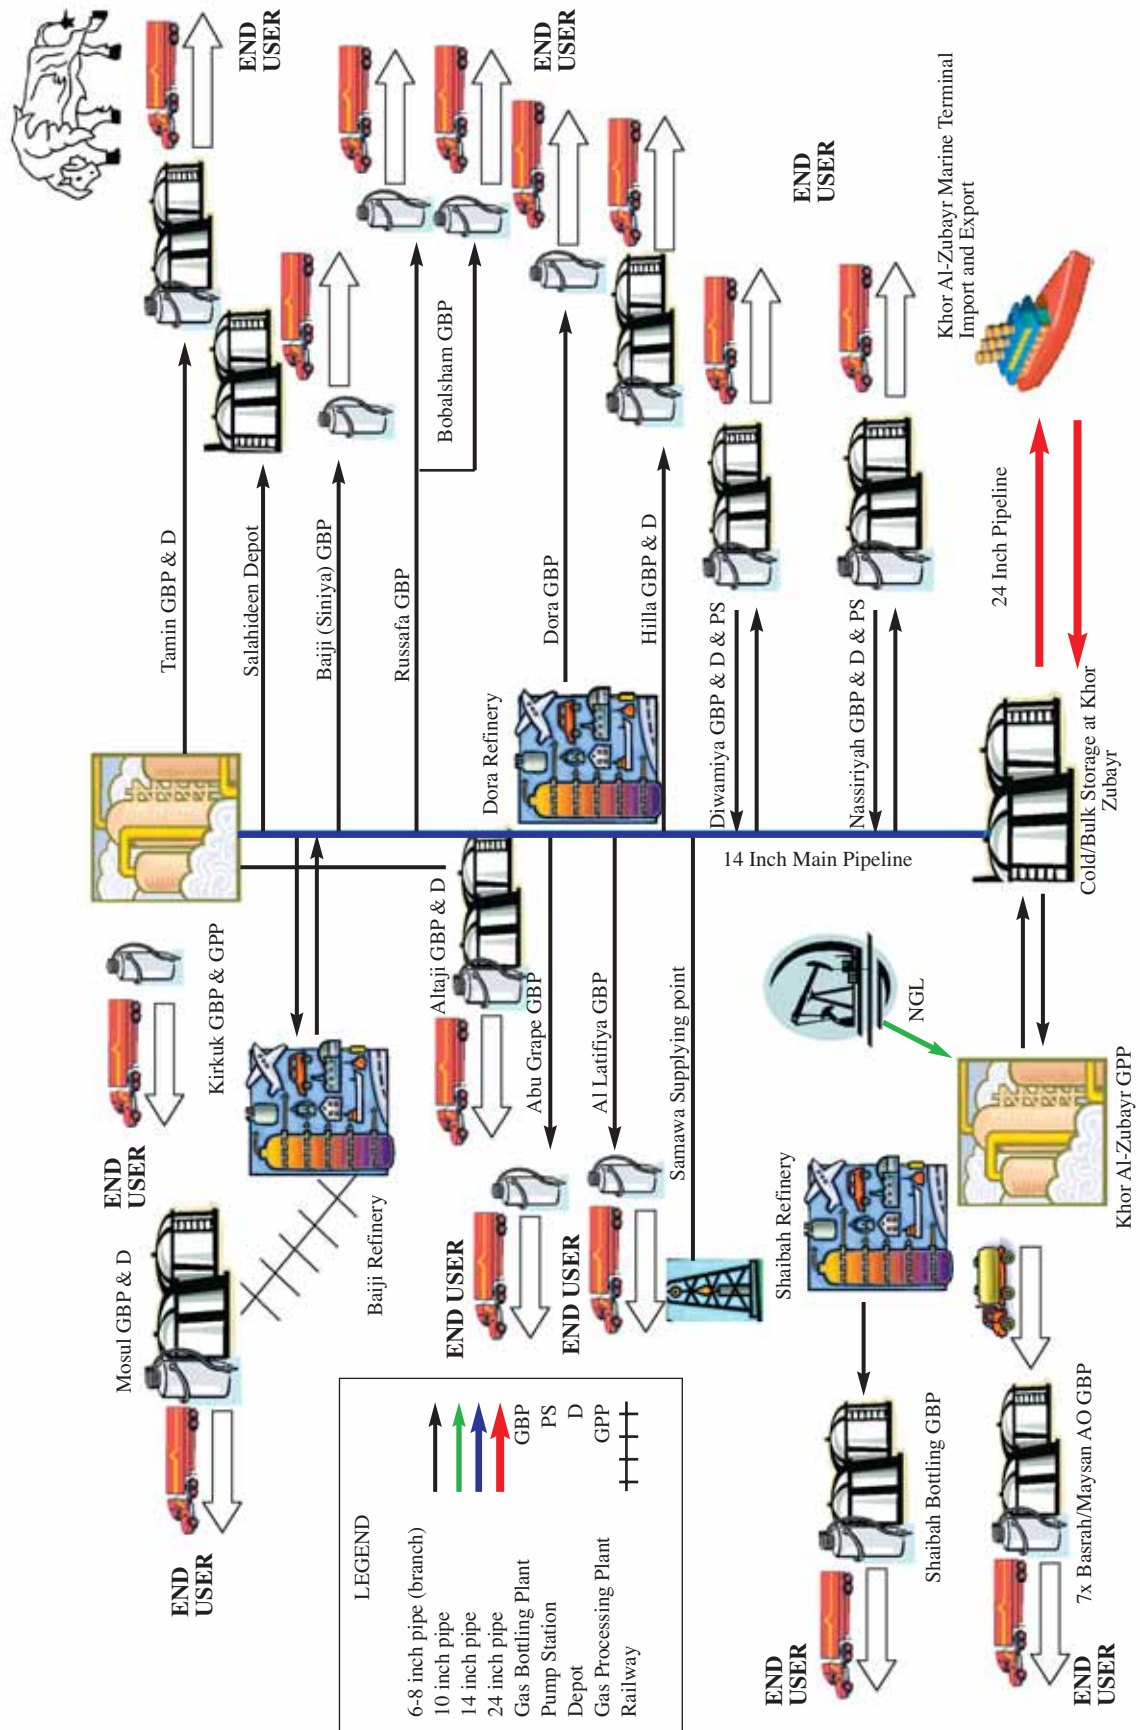 END
USER
Tamin GBP & D
Salahideen Depot
Baiji (Siniya) GBP
Russafa GBP
Bobalsham GBP
END
USER
Dora GBP
Hilla GBP & D
Dora Refinery
END
USER
Diwamiya GBP & D & PS
Nassiriyah GBP & D & PS
Khor Al-Zubayr Marine Terminal
Import and Export
24 Inch Pipeline
14 Inch Main Pipeline
Cold/Bulk Storage at Khor
Zubayr
Kirkuk GBP & GPP
END
USER
Altaji GBP & D
Abu Grape GBP
Al Latifiya GBP
Samawa Supplying point
Mosul GBP & D
Baiji Refinery
END
USER
END USER
END USER
NGL
Shaibah Refinery
Khor Al-Zubayr GPP
Shaibah Bottling GBP
7x Basrah/Maysan AO GBP
END
USER
END
USER
LEGEND
6-8 inch pipe (branch)
10 inch pipe
14 inch pipe
24 inch pipe
Gas Bottling Plant GBP
Pump Station PS
Depot D
Gas Processing Plant GPP
Railway